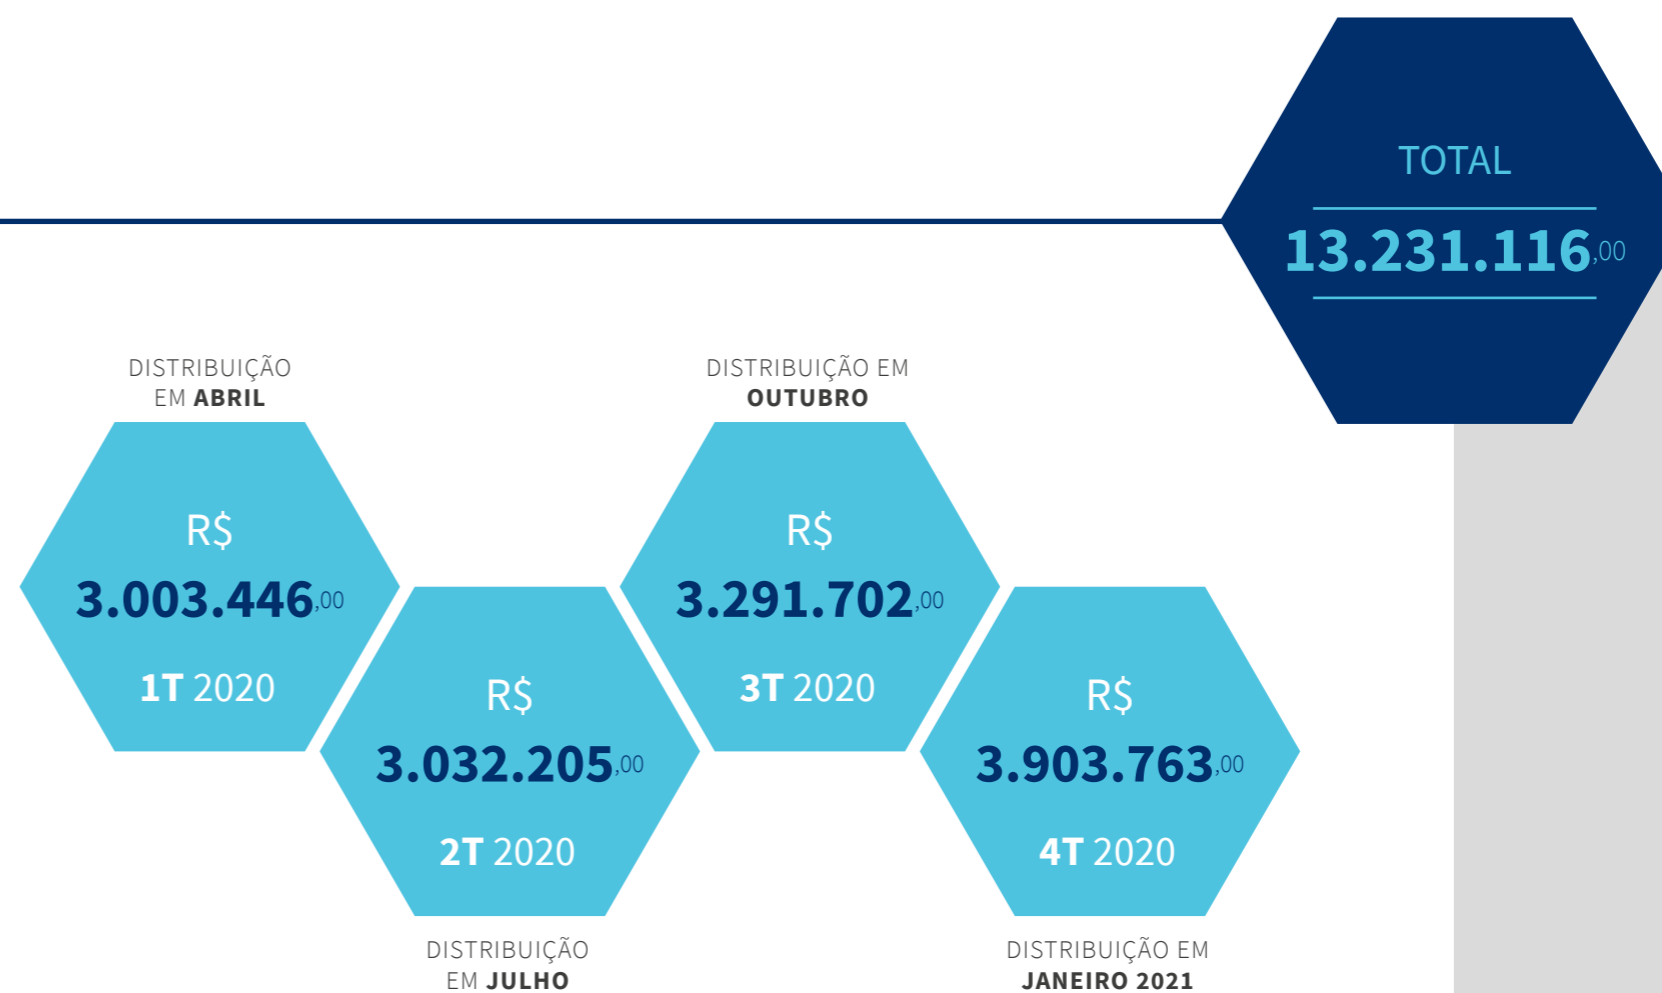 TOTAL
13.231.116,00
DISTRIBUIÇÃO
EM ABRIL
R$
3.003.446,00
1T 2020
R$
3.032.205,00
2T 2020
DISTRIBUIÇÃO
EM JULHO
DISTRIBUIÇÃO EM
OUTUBRO
R$
3.291.702,00
3T 2020
R$
3.903.763,00
4T 2020
DISTRIBUIÇÃO EM
JANEIRO 2021